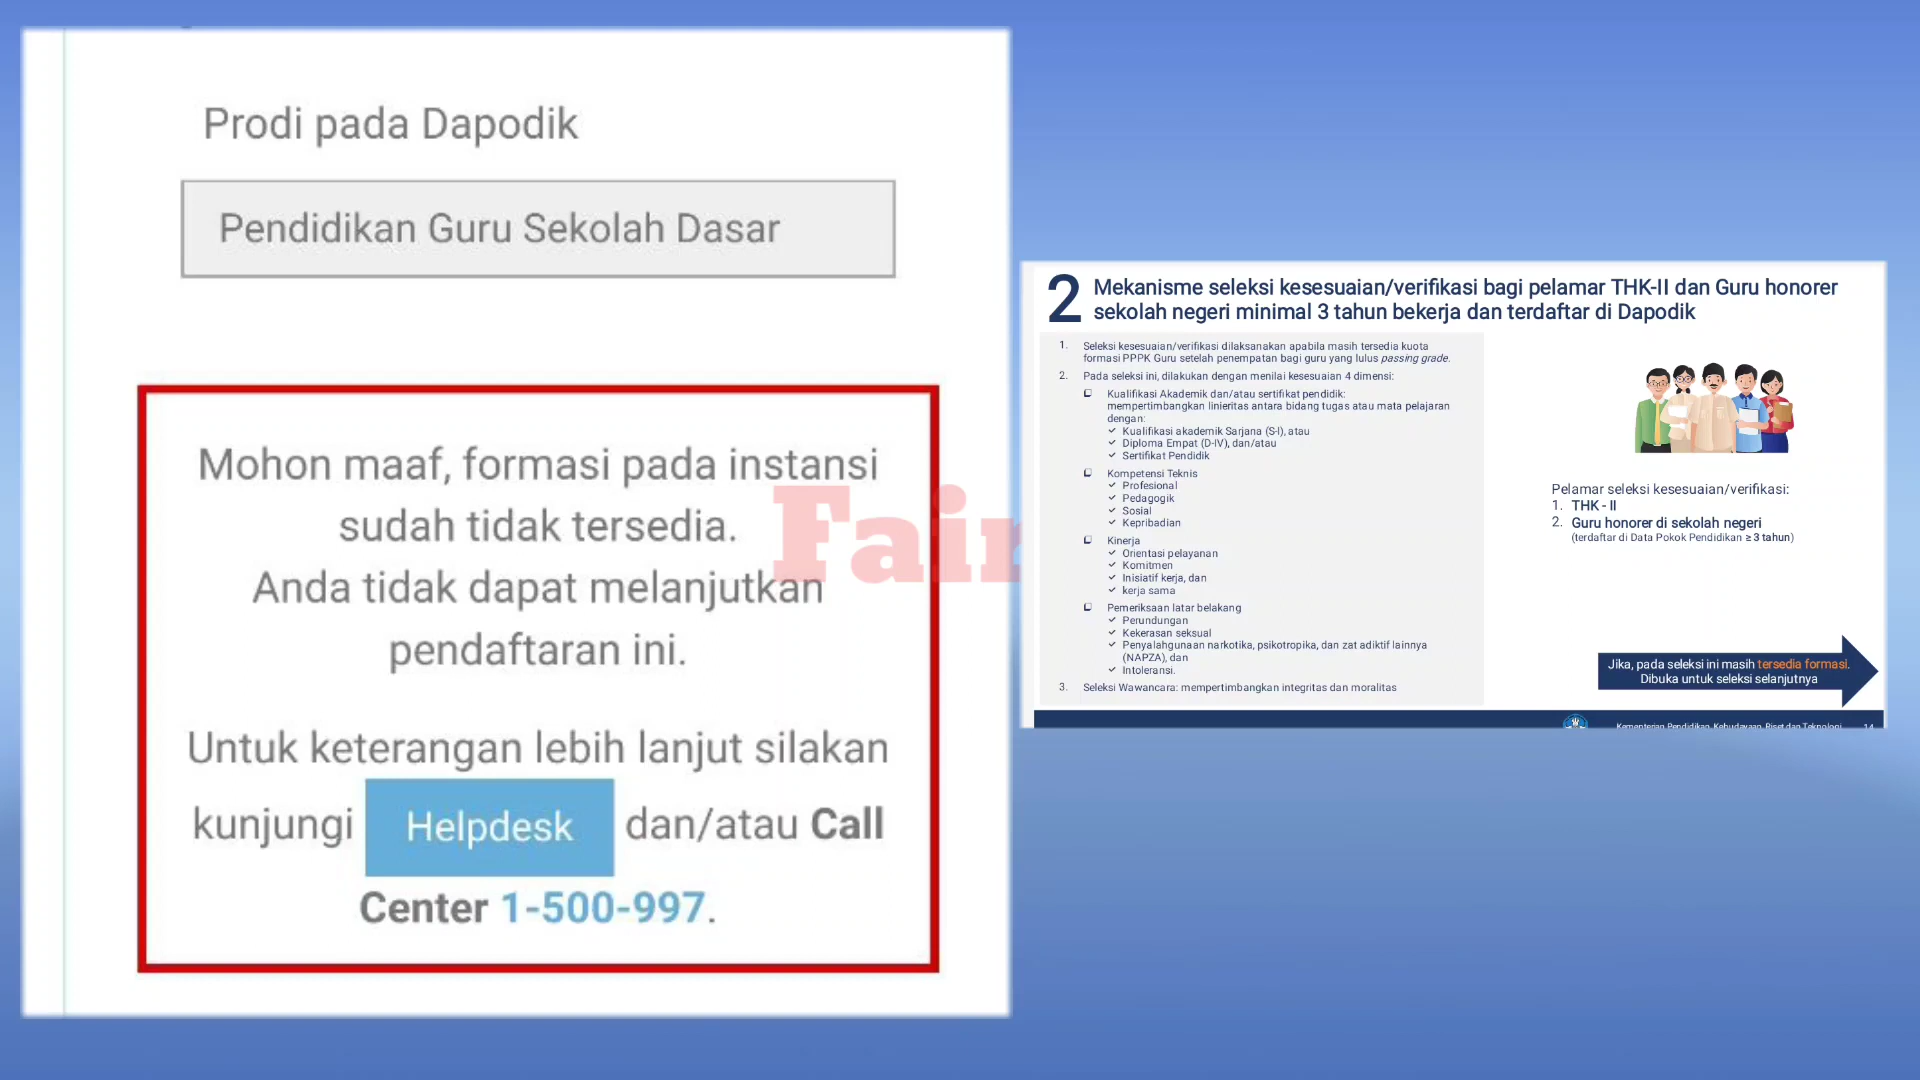 Prodi pada Dapodik
Pendidikan Guru Sekolah Dasar
Mohon maaf, formasi pada instansi
sudah tidak tersedia.
Anda tidak dapat melanjutkan
pendaftaran ini.
Untuk keterangan lebih lanjut silakan
kunjungi Helpdesk dan/atau Call
Center 1-500-997.
Fair
2
Mekanisme seleksi kesesuaian/verifikasi bagi pelamar THK-II dan Guru honorer
sekolah negeri minimal 3 tahun bekerja dan terdaftar di Dapodik
1. Seleksi kesesuaian/verifikasi dilaksanakan apabila masih tersedia kuota
formasi PPPK Guru setelah penempatan bagi guru yang lulus passing grade.
2. Pada seleksi ini, dilakukan dengan menilai kesesuaian 4 dimensi:
Kualifikasi Akademik dan/atau sertifikat pendidik:
mempertimbangkan linieritas antara bidang tugas atau mata pelajaran
dengan:
Kualifikasi akademik Sarjana (S-I), atau
Diploma Empat (D-IV), dan/atau
Sertifikat Pendidik
Kompetensi Teknis
Profesional
Pedagogik
Sosial
Kepribadian
Kinerja
Orientasi pelayanan
Komitmen
Inisiatif kerja, dan
kerja sama
Pemeriksaan latar belakang
Perundungan
Kekerasan seksual
Penyalahgunaan narkotika, psikotropika, dan zat adiktif lainnya
(NAPZA), dan
Intoleransi.
3. Seleksi Wawancara: mempertimbangkan integritas dan moralitas
Pelamar seleksi kesesuaian/verifikasi:
1. THK - II
2. Guru honorer di sekolah negeri
(terdaftar di Data Pokok Pendidikan ≥ 3 tahun)
Jika, pada seleksi ini masih tersedia formasi.
Dibuka untuk seleksi selanjutnya
Kementerian Pendidikan, Kebudayaan, Riset dan Teknologi 14